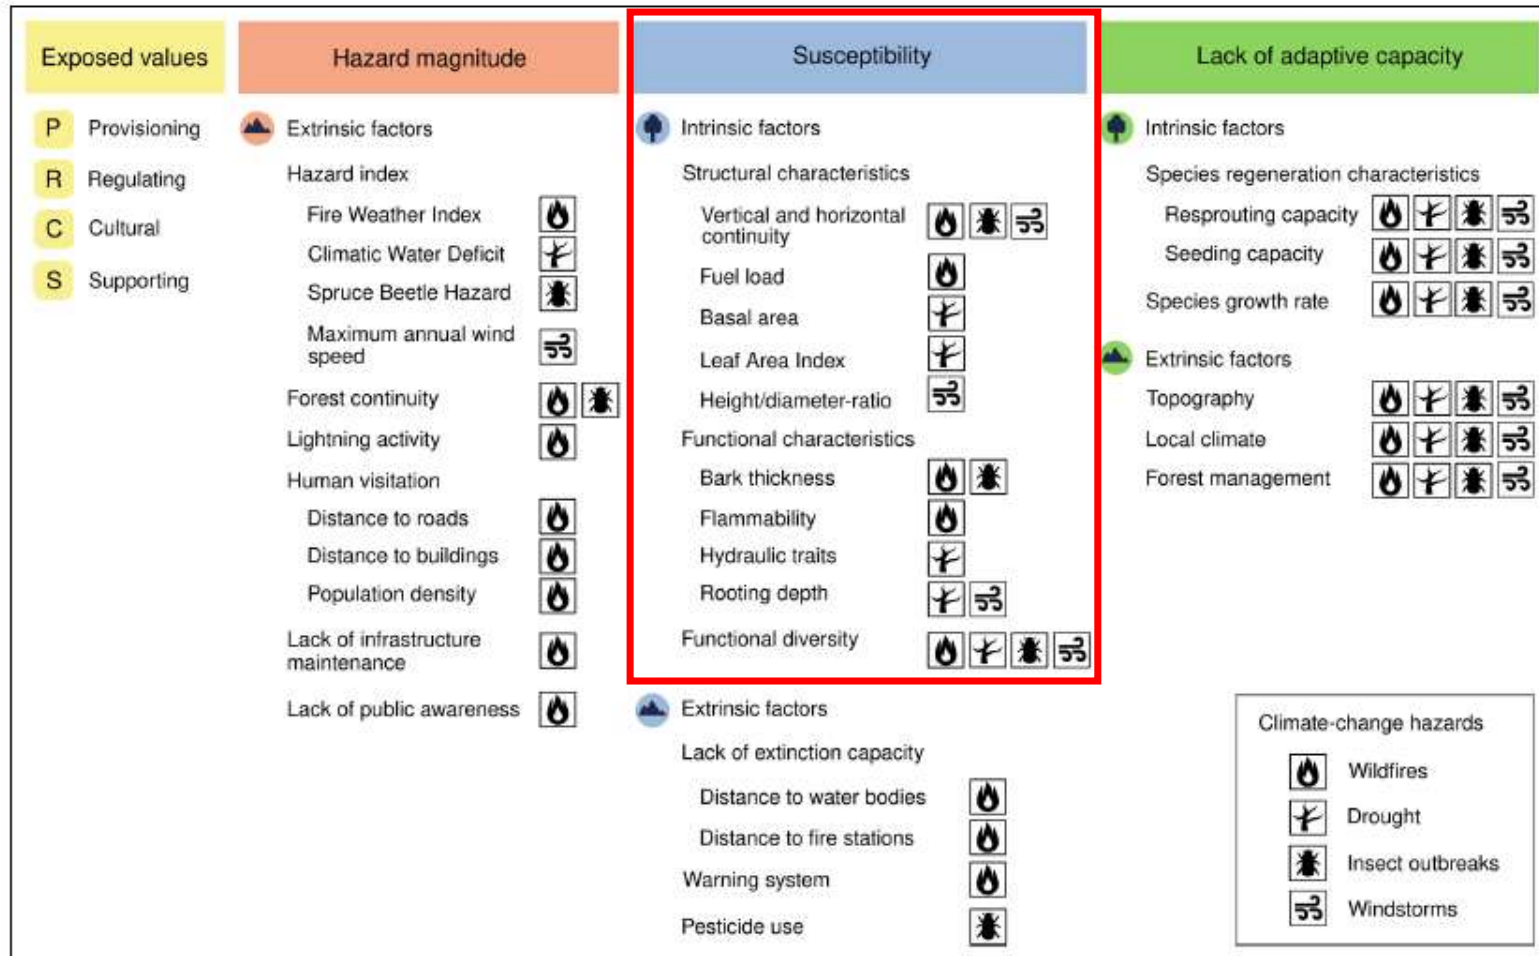 Exposed values
P Provisioning
R Regulating
C Cultural
S Supporting
Hazard magnitude
Extrinsic factors
Hazard index
Fire Weather Index
Climatic Water Deficit
Spruce Beetle Hazard
Maximum annual wind
speed
Forest continuity
Lightning activity
Human visitation
Distance to roads
Distance to buildings
Population density
Lack of infrastructure
maintenance
Lack of public awareness
Susceptibility
Intrinsic factors
Structural characteristics
Vertical and horizontal
continuity
Fuel load
Basal area
Leaf Area Index
Height/diameter-ratio
Functional characteristics
Bark thickness
Flammability
Hydraulic traits
Rooting depth
Functional diversity
Extrinsic factors
Lack of extinction capacity
Distance to water bodies
Distance to fire stations
Warning system
Pesticide use
Lack of adaptive capacity
Intrinsic factors
Species regeneration characteristics
Resprouting capacity
Seeding capacity
Species growth rate
Extrinsic factors
Topography
Local climate
Forest management
Climate-change hazards
Wildfires
Drought
Insect outbreaks
Windstorms